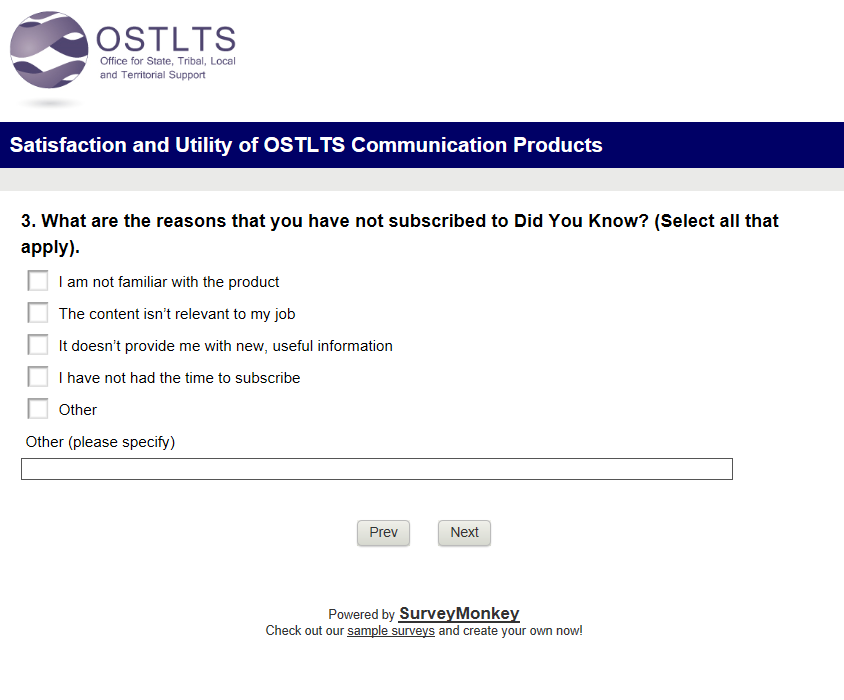 OSTLTS
Office for State, Tribal, Local
and Territorial Support
Satisfaction and Utility of OSTLTS Communication Products
3. What are the reasons that you have not subscribed to Did You Know? (Select all that
apply).
I am not familiar with the product
The content isn’t relevant to my job
It doesn’t provide me with new, useful information
I have not had the time to subscribe
Other
Other (please specify)
Prev Next
Powered by SurveyMonkey
Check out our sample surveys and create your own now!